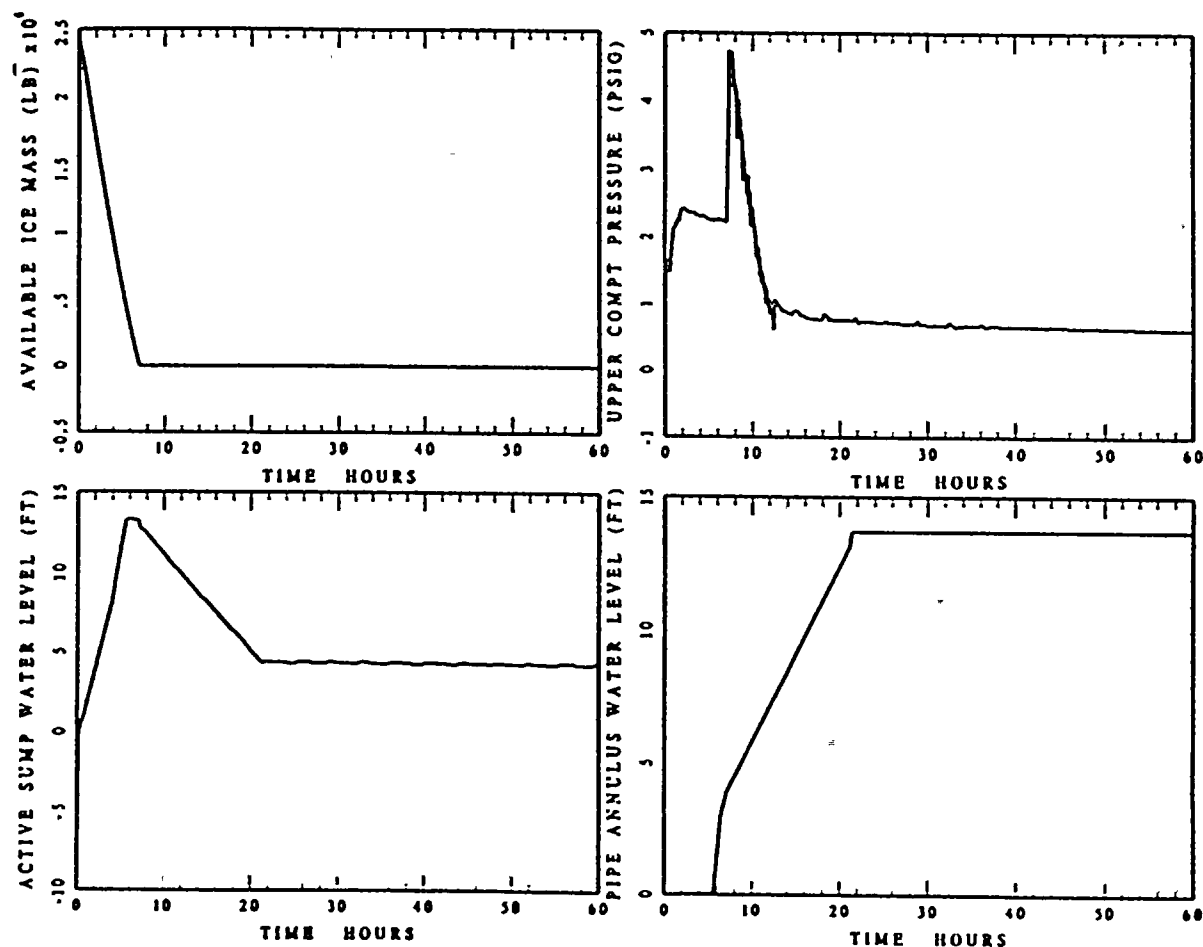 AVAILABLE ICE MASS (LB) x10⁶
2.5
2
1.5
1
.5
0
-0.5
0 10 20 30 40 50 60
TIME HOURS
UPPER COMPT PRESSURE (PSIG)
5
4
3
2
1
0
-1
0 10 20 30 40 50 60
TIME HOURS
ACTIVE SUMP WATER LEVEL (FT)
15
10
5
0
-5
-10
0 10 20 30 40 50 60
TIME HOURS
PIPE ANNULUS WATER LEVEL (FT)
15
10
5
0
0 10 20 30 40 50 60
TIME HOURS